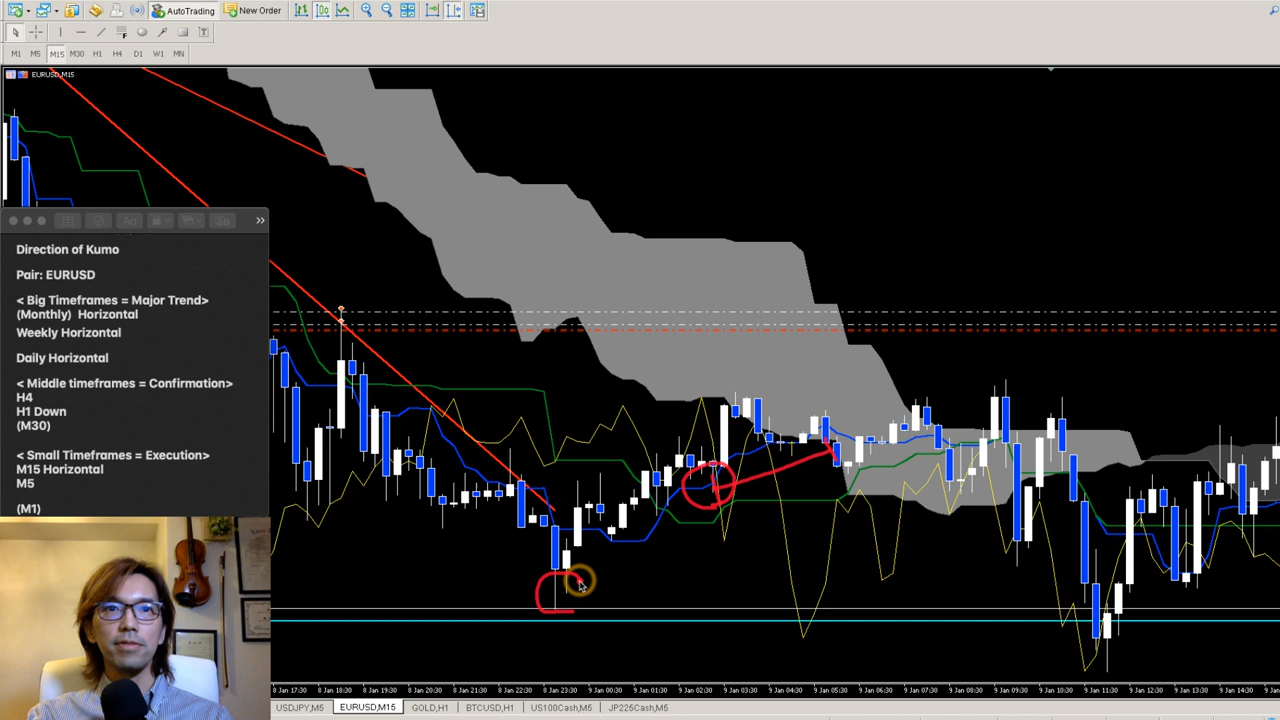 AutoTrading
New Order
M1 M5 M15 M30 H1 H4 D1 W1 MN
EURUSD,M15
Direction of Kumo
Pair: EURUSD
< Big Timeframes = Major Trend>
(Monthly) Horizontal
Weekly Horizontal
Daily Horizontal
< Middle timeframes = Confirmation>
H4
H1 Down
(M30)
< Small Timeframes = Execution>
M15 Horizontal
M5
(M1)
8 Jan 17:30 8 Jan 18:30 8 Jan 19:30 8 Jan 20:30 8 Jan 21:30 8 Jan 22:30 8 Jan 23:30 9 Jan 00:30 9 Jan 01:30 9 Jan 02:30 9 Jan 03:30 9 Jan 04:30 9 Jan 05:30 9 Jan 06:30 9 Jan 07:30 9 Jan 08:30 9 Jan 09:30 9 Jan 10:30 9 Jan 11:30 9 Jan 12:30 9 Jan 13:30 9 Jan 14:30
USDJPY,M5 EURUSD,M15 GOLD,H1 BTCUSD,H1 US100Cash,M5 JP225Cash,M5